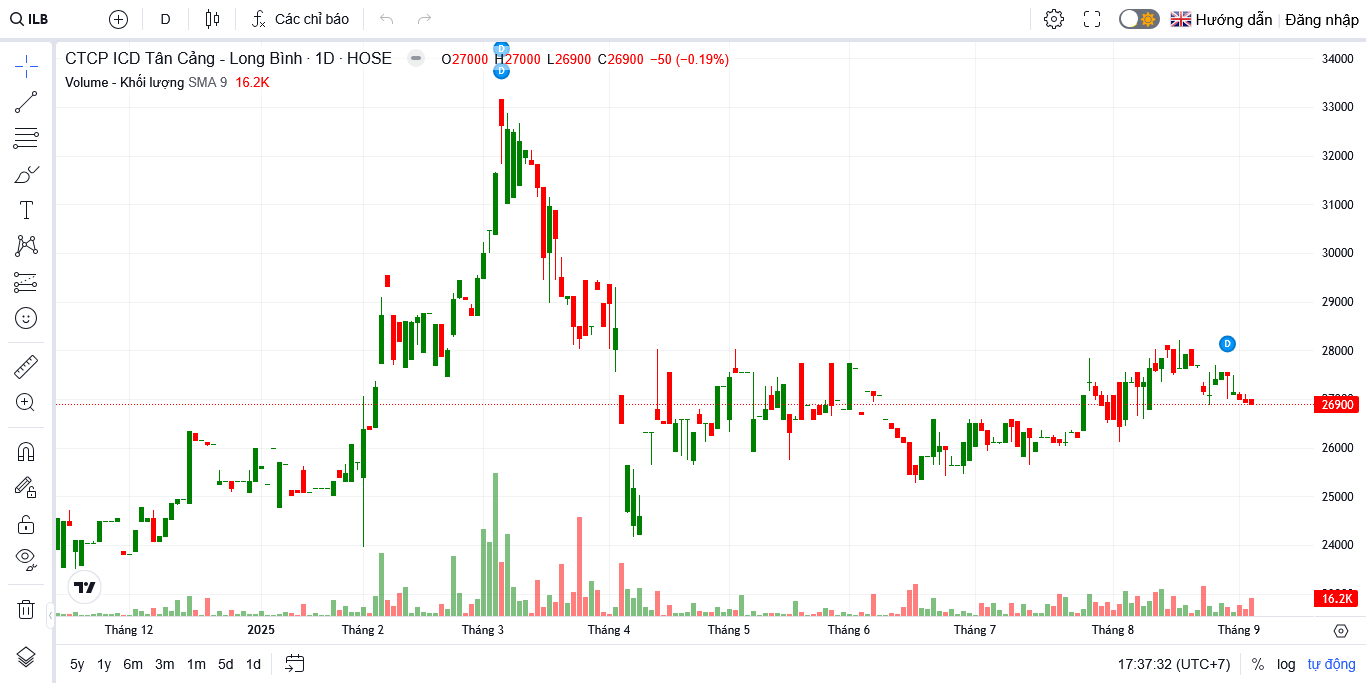 ILB D Các chỉ báo Hướng dẫn Đăng nhập
CTCP ICD Tân Cảng - Long Bình · 1D · HOSE O27000 H27000 L26900 C26900 −50 (−0.19%)
Volume - Khối lượng SMA 9 16.2K
D
D
D
34000
33000
32000
31000
30000
29000
28000
26900
26000
25000
24000
16.2K
Tháng 12 2025 Tháng 2 Tháng 3 Tháng 4 Tháng 5 Tháng 6 Tháng 7 Tháng 8 Tháng 9
5y 1y 6m 3m 1m 5d 1d 17:37:32 (UTC+7) % log tự động